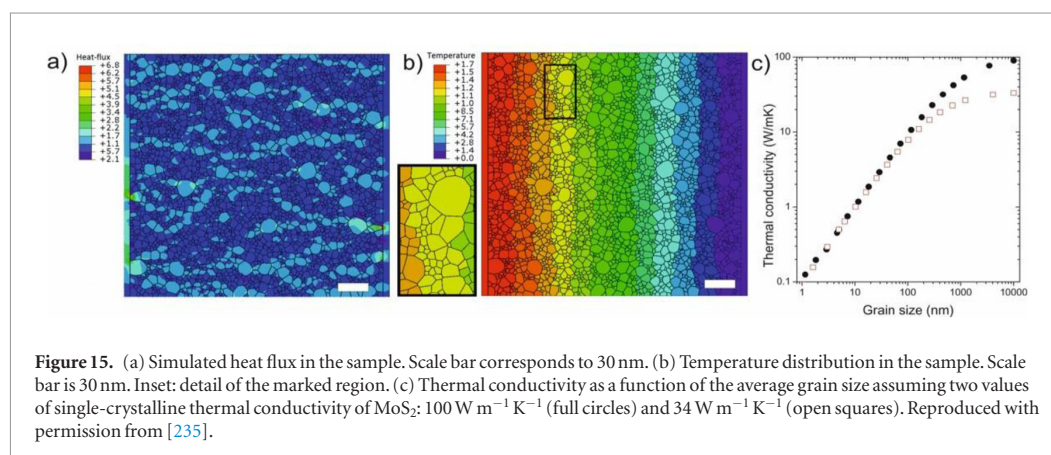 a)
Heat-flux
+6.8
+6.2
+5.7
+5.1
+4.5
+3.9
+3.4
+2.8
+2.2
+1.7
+1.1
+5.7
+2.1
b)
Temperature
+1.7
+1.5
+1.4
+1.2
+1.1
+1.0
+8.5
+7.1
+5.7
+4.2
+2.8
+1.4
+0.0
c)
Thermal conductivity (W/mK)
100
10
1
0.1
1 10 100 1000 10000
Grain size (nm)
Figure 15. (a) Simulated heat flux in the sample. Scale bar corresponds to 30 nm. (b) Temperature distribution in the sample. Scale
bar is 30 nm. Inset: detail of the marked region. (c) Thermal conductivity as a function of the average grain size assuming two values
of single-crystalline thermal conductivity of MoS₂: 100 W m⁻¹ K⁻¹ (full circles) and 34 W m⁻¹ K⁻¹ (open squares). Reproduced with
permission from [235].